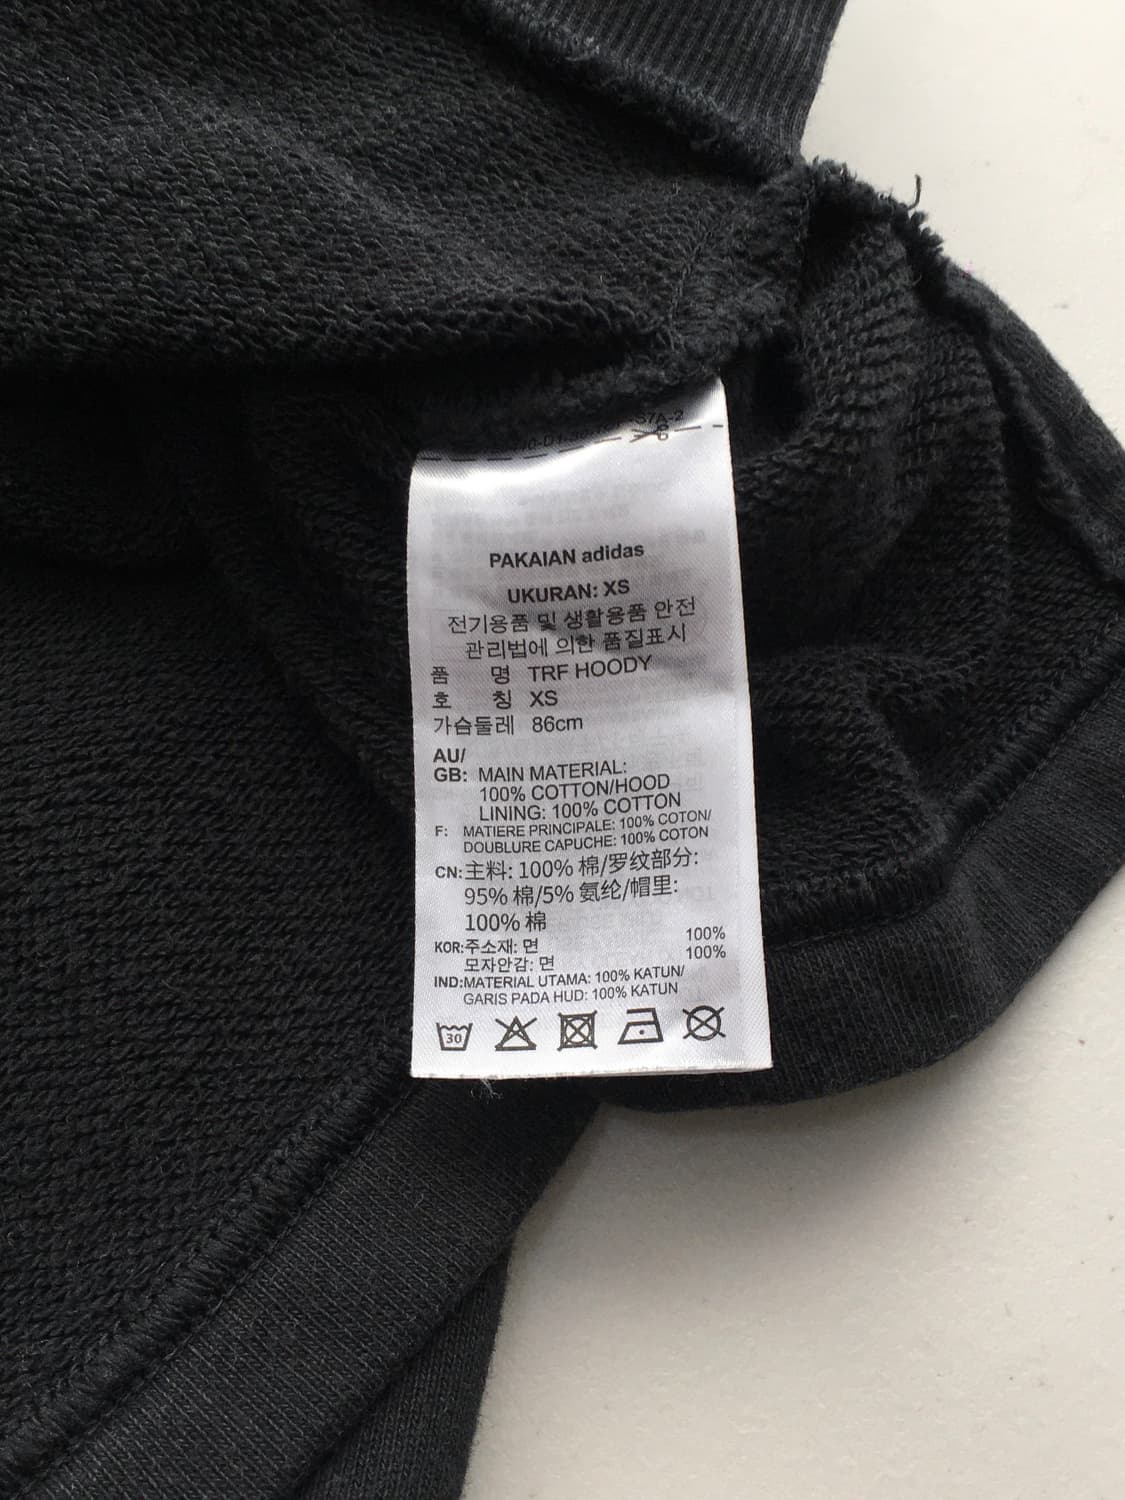 PAKAIAN adidas
UKURAN: XS
전기용품 및 생활용품 안전
관리법에 의한 품질표시
품 명 TRF HOODY
호 칭 XS
가슴둘레 86cm
AU/
GB: MAIN MATERIAL:
100% COTTON/HOOD
LINING: 100% COTTON
F: MATIERE PRINCIPALE: 100% COTON/
DOUBLURE CAPUCHE: 100% COTON
CN:主料: 100% 棉/罗纹部分:
95% 棉/5% 氨纶/帽里:
100% 棉
KOR:주소재: 면 100%
모자안감: 면 100%
IND:MATERIAL UTAMA: 100% KATUN/
GARIS PADA HUD: 100% KATUN
30